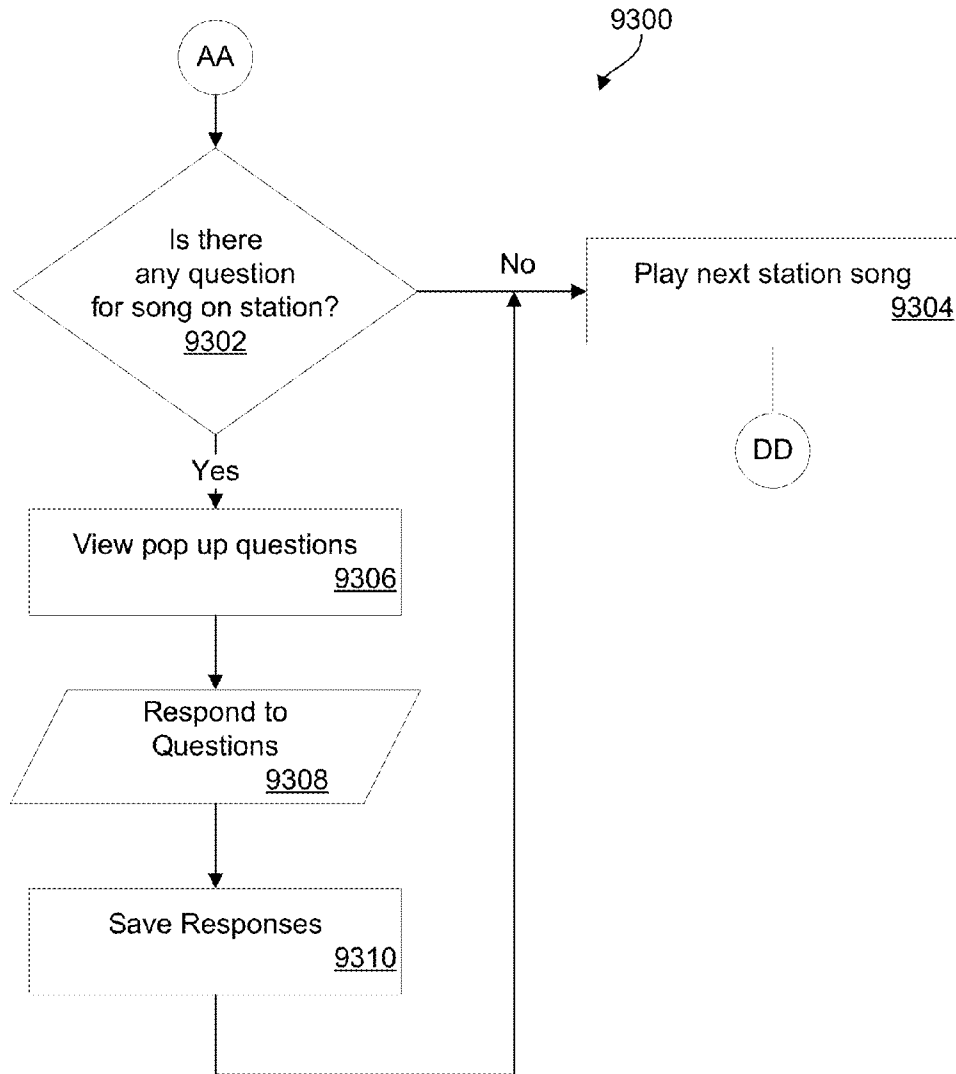 9300
AA
Is there
any question
for song on station?
9302
No
Play next station song
9304
DD
Yes
View pop up questions
9306
Respond to
Questions
9308
Save Responses
9310